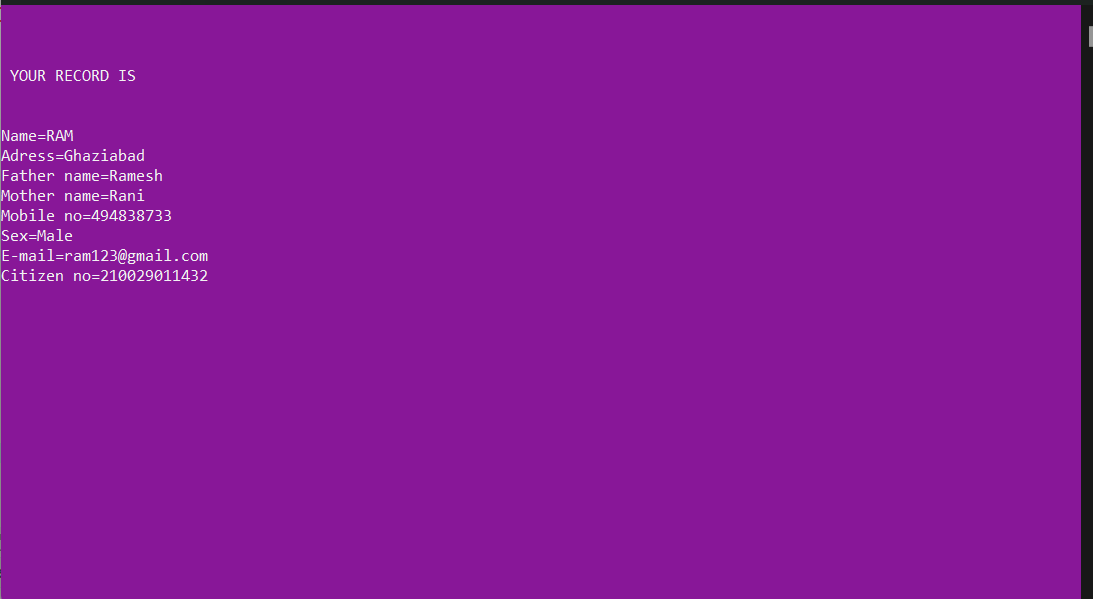 YOUR RECORD IS
Name=RAM
Adress=Ghaziabad
Father name=Ramesh
Mother name=Rani
Mobile no=494838733
Sex=Male
E-mail=ram123@gmail.com
Citizen no=210029011432